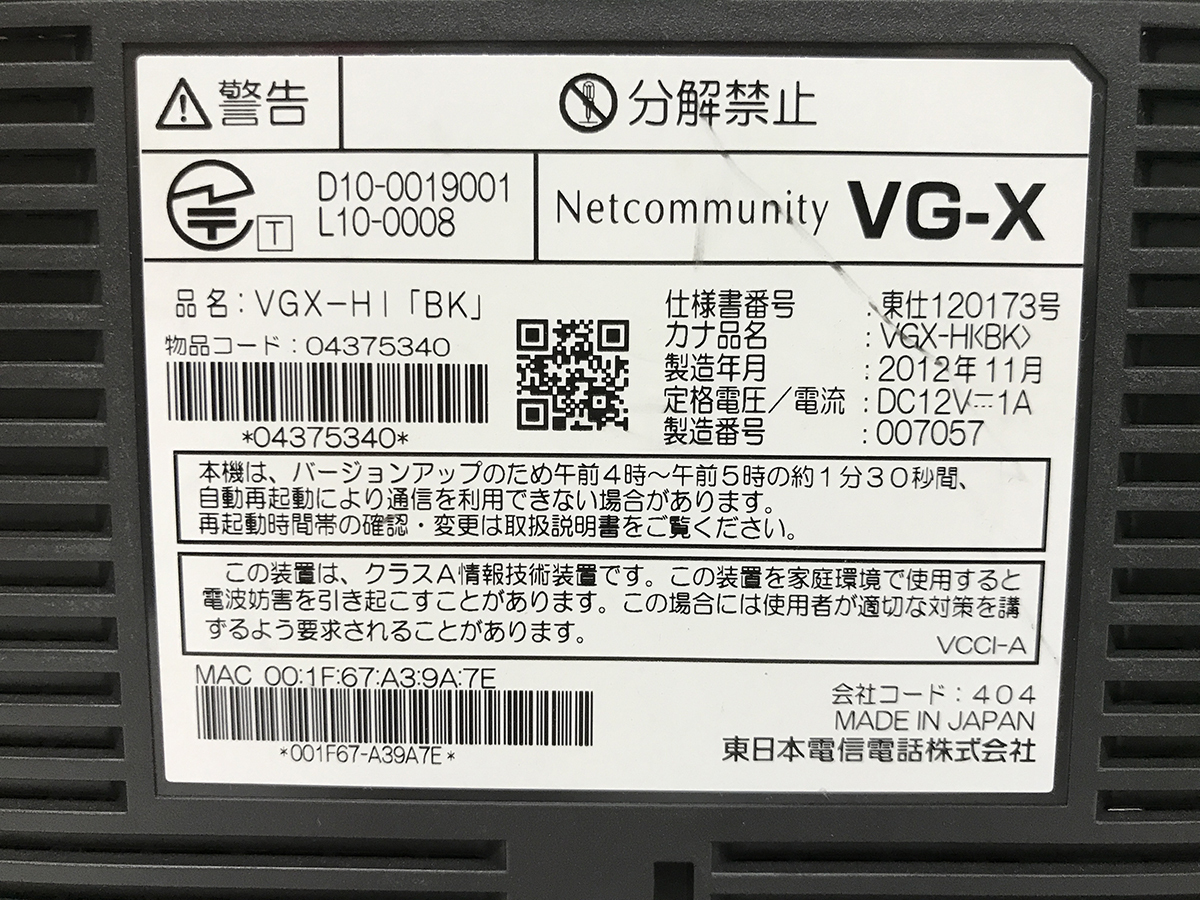 警告
分解禁止
D10-0019001
L10-0008
T
Netcommunity VG-X
品名:VGX-HI「BK」
物品コード:04375340
*04375340*
仕様書番号 :東仕120173号
カナ品名 :VGX-HI<BK>
製造年月 :2012年11月
定格電圧/電流 :DC12V⎓1A
製造番号 :007057
本機は、バージョンアップのため午前4時~午前5時の約1分30秒間、
自動再起動により通信を利用できない場合があります。
再起動時間帯の確認・変更は取扱説明書をご覧ください。
この装置は、クラスA情報技術装置です。この装置を家庭環境で使用すると
電波妨害を引き起こすことがあります。この場合には使用者が適切な対策を講
ずるよう要求されることがあります。
VCCI-A
MAC 00:1F:67:A3:9A:7E
*001F67-A39A7E*
会社コード:404
MADE IN JAPAN
東日本電信電話株式会社